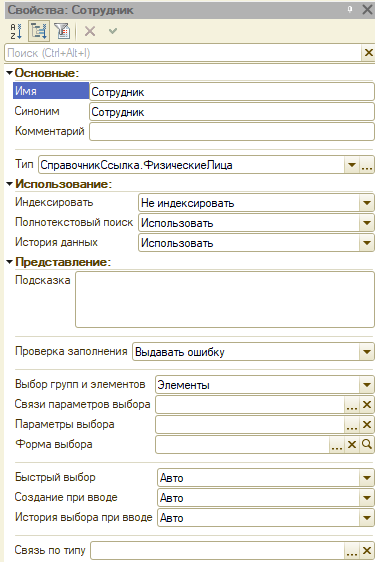 Свойства: Сотрудник
Поиск (Ctrl+Alt+I)
Основные:
Имя Сотрудник
Синоним Сотрудник
Комментарий
Тип СправочникСсылка.ФизическиеЛица ...
Использование:
Индексировать Не индексировать
Полнотекстовый поиск Использовать
История данных Использовать
Представление:
Подсказка
Проверка заполнения Выдавать ошибку
Выбор групп и элементов Элементы
Связи параметров выбора ...
Параметры выбора ...
Форма выбора ...
Быстрый выбор Авто
Создание при вводе Авто
История выбора при вводе Авто
Связь по типу ...